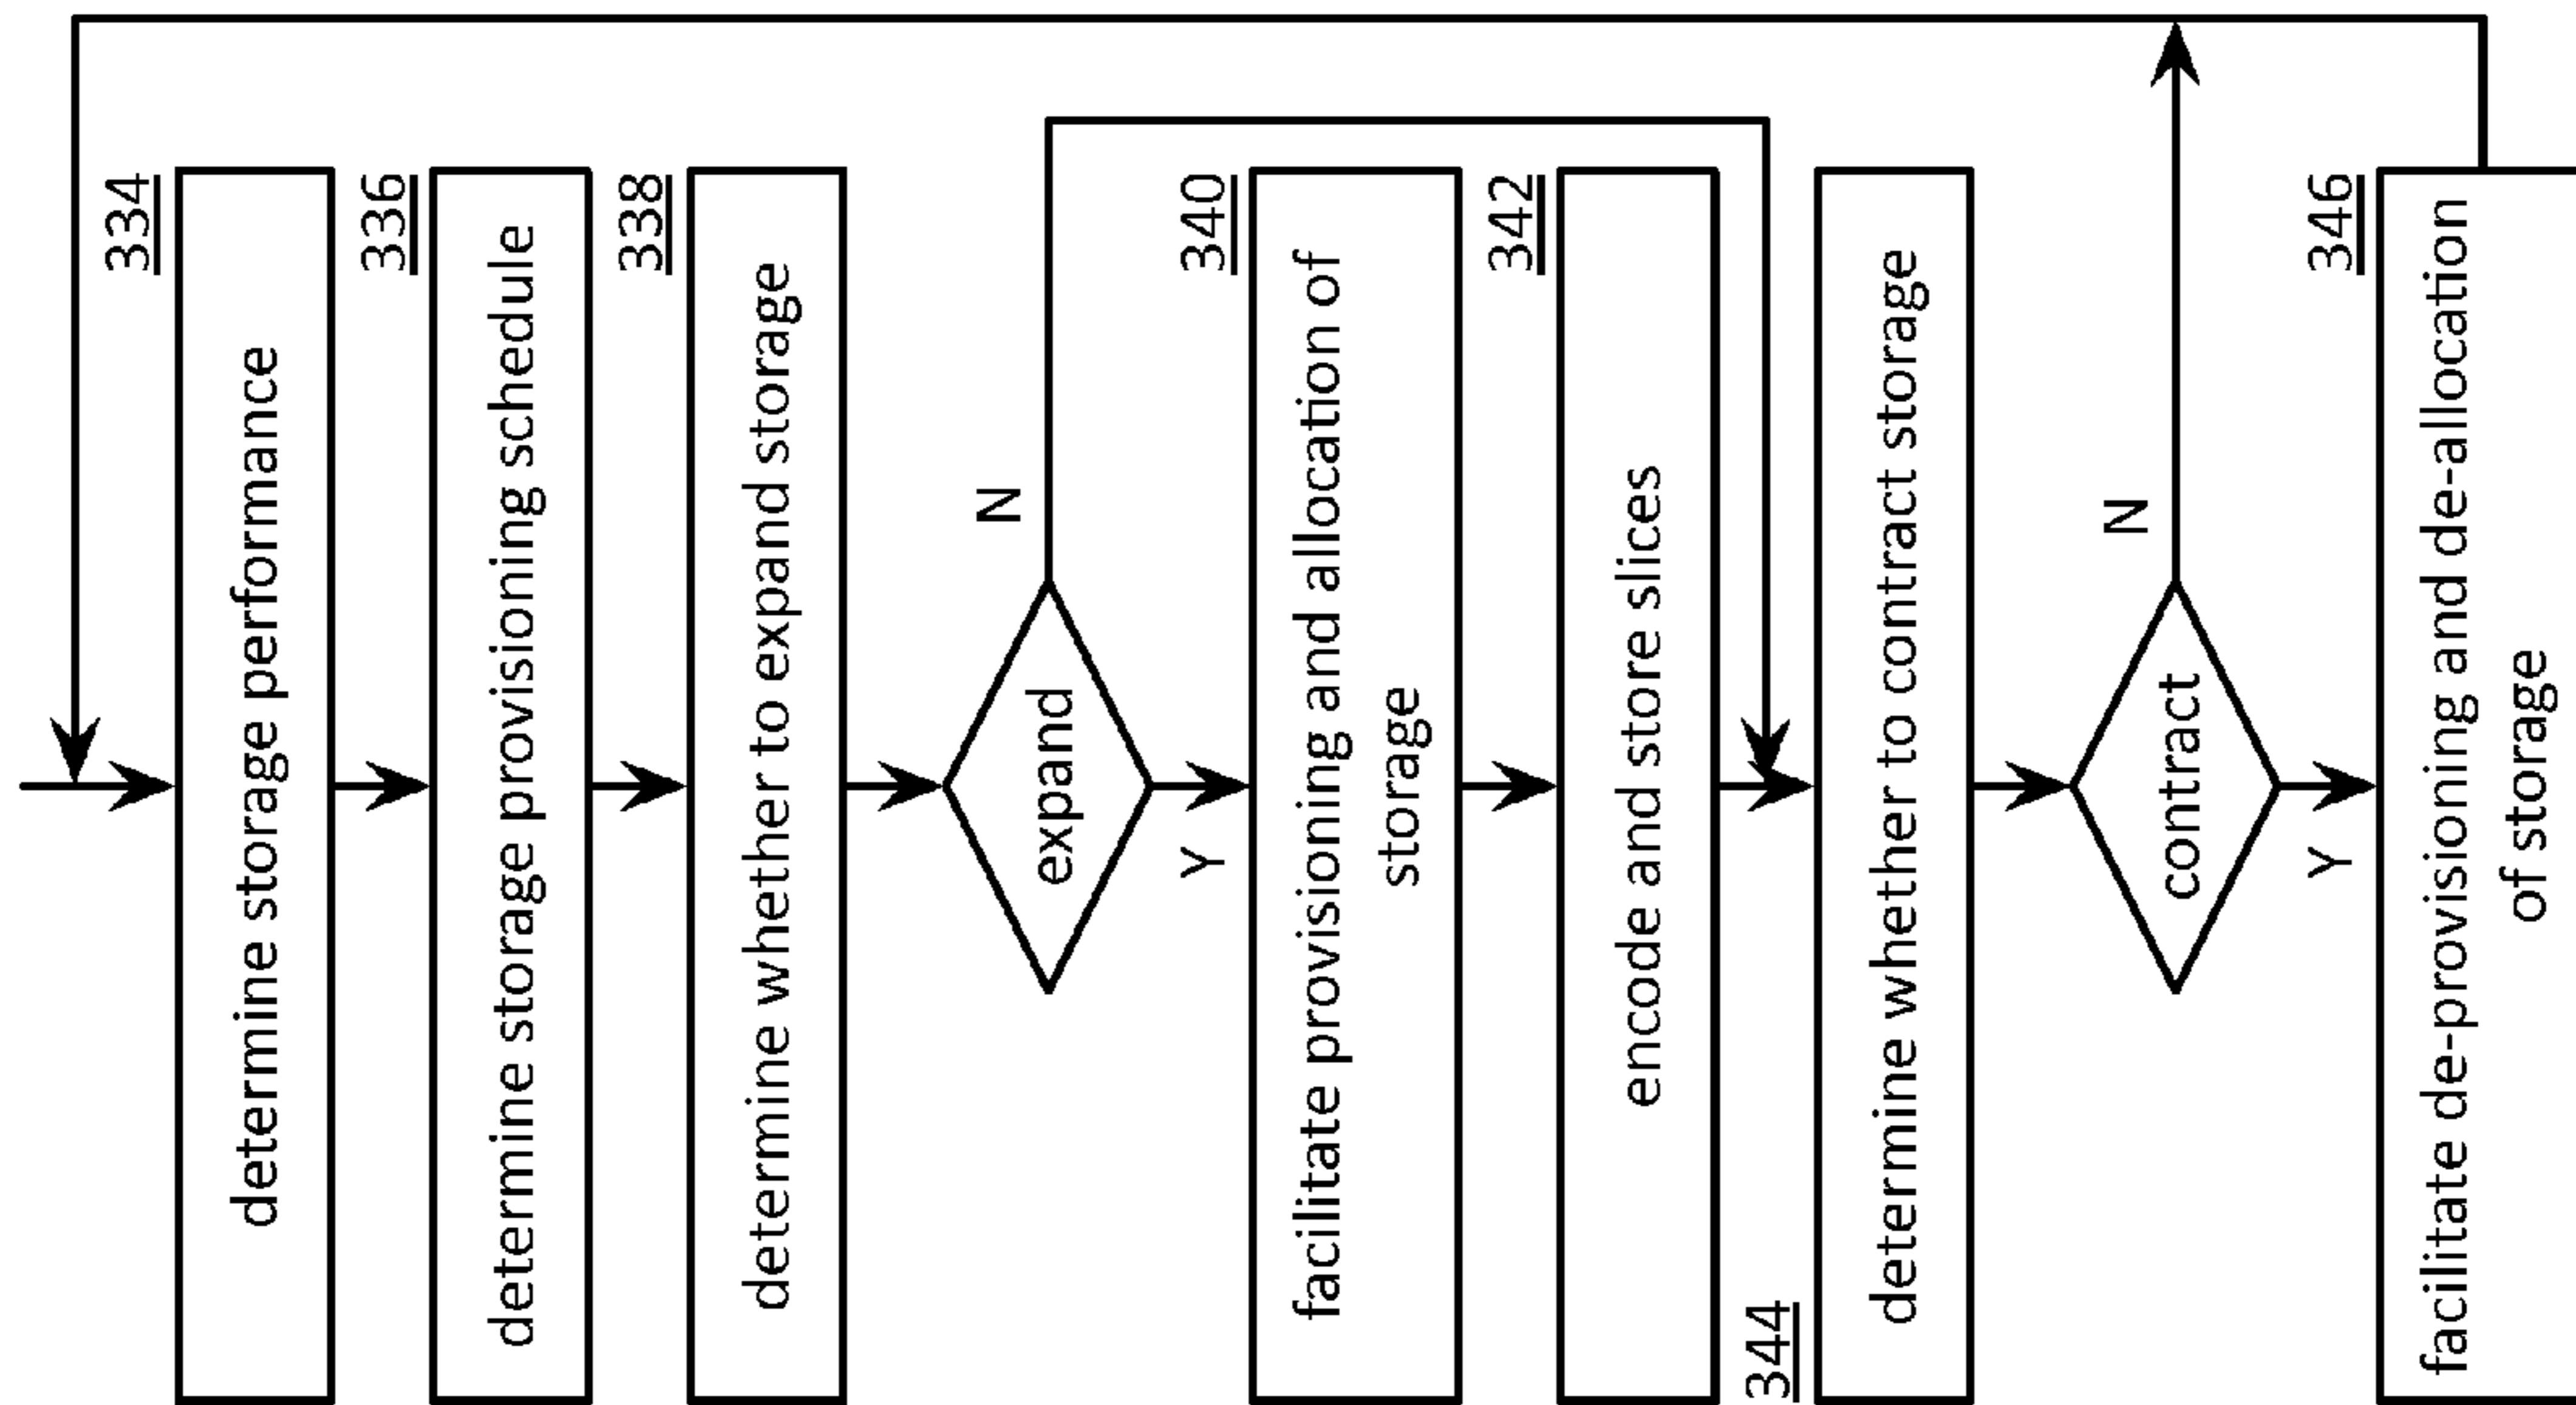 334
determine storage performance
336
determine storage provisioning schedule
338
determine whether to expand storage
expand
N
Y
340
facilitate provisioning and allocation of
storage
342
encode and store slices
344
determine whether to contract storage
contract
N
Y
346
facilitate de-provisioning and de-allocation
of storage